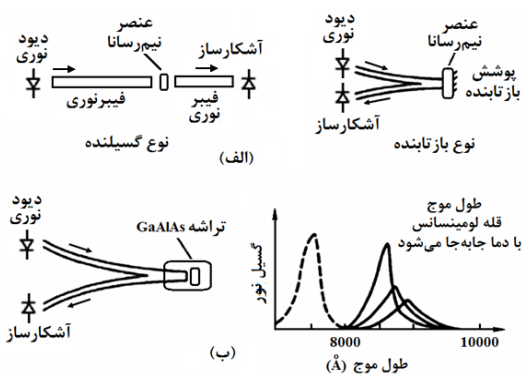 دیود
نوری
عنصر
نیم‌رسانا
آشکارساز
فیبرنوری
فیبر
نوری
نوع گسیلنده
دیود
نوری
عنصر
نیم‌رسانا
پوشش
بازتابنده
آشکارساز
نوع بازتابنده
(الف)
دیود
نوری
تراشه GaAlAs
آشکارساز
(ب)
گسیل نور
طول موج
قله لومینسانس
با دما جابه‌جا می‌شود
8000
10000
طول موج (Å)